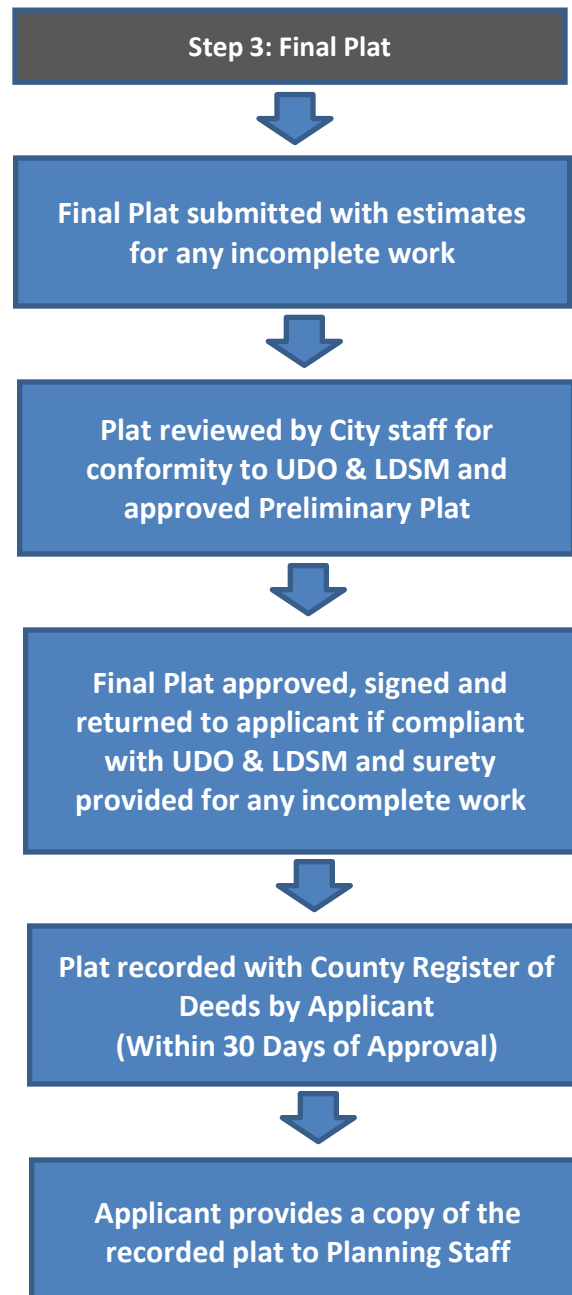 Step 3: Final Plat
Final Plat submitted with estimates
for any incomplete work
Plat reviewed by City staff for
conformity to UDO & LDSM and
approved Preliminary Plat
Final Plat approved, signed and
returned to applicant if compliant
with UDO & LDSM and surety
provided for any incomplete work
Plat recorded with County Register of
Deeds by Applicant
(Within 30 Days of Approval)
Applicant provides a copy of the
recorded plat to Planning Staff